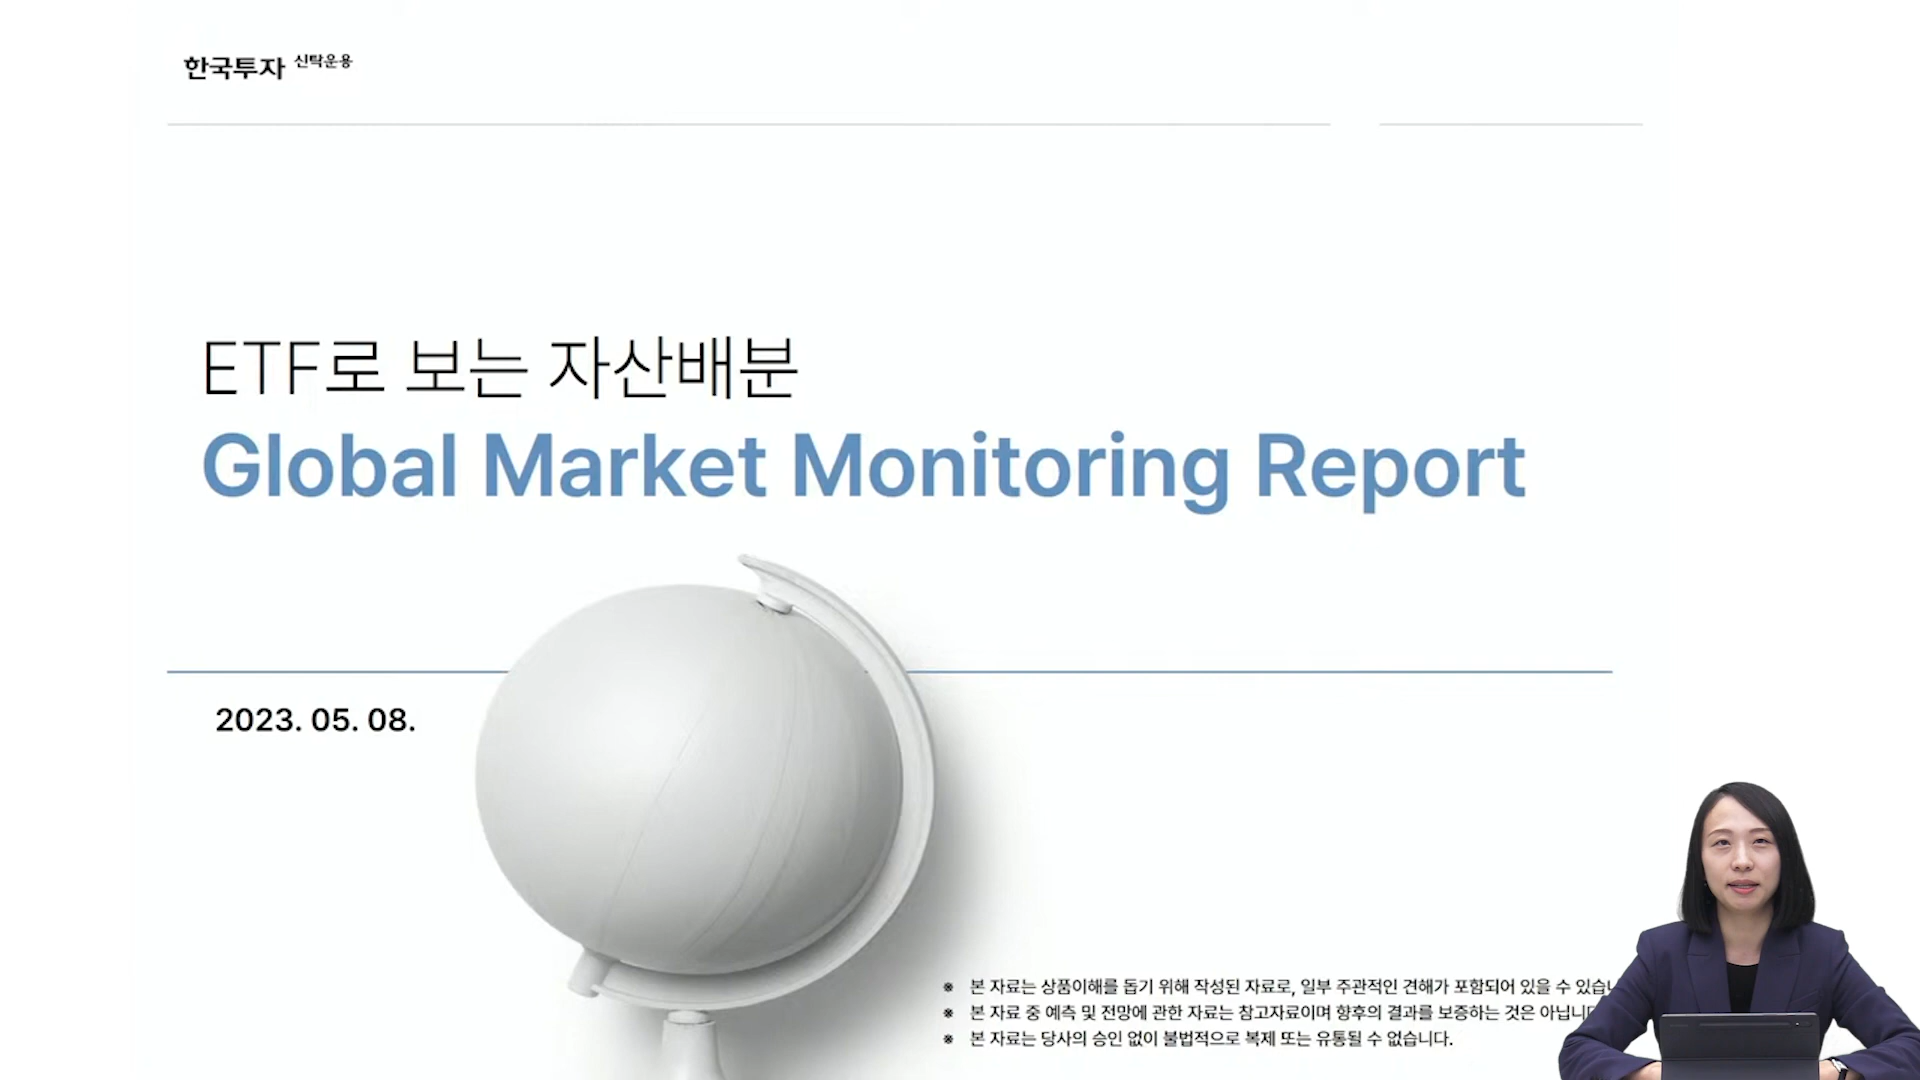 한국투자 신탁운용
ETF로 보는 자산배분
Global Market Monitoring Report
2023. 05. 08.
※ 본 자료는 상품이해를 돕기 위해 작성된 자료로, 일부 주관적인 견해가 포함되어 있을 수
※ 본 자료 중 예측 및 전망에 관한 자료는 참고자료이며 향후의 결과를 보증하는 것은
※ 본 자료는 당사의 승인 없이 불법적으로 복제 또는 유통될 수 없습니다.